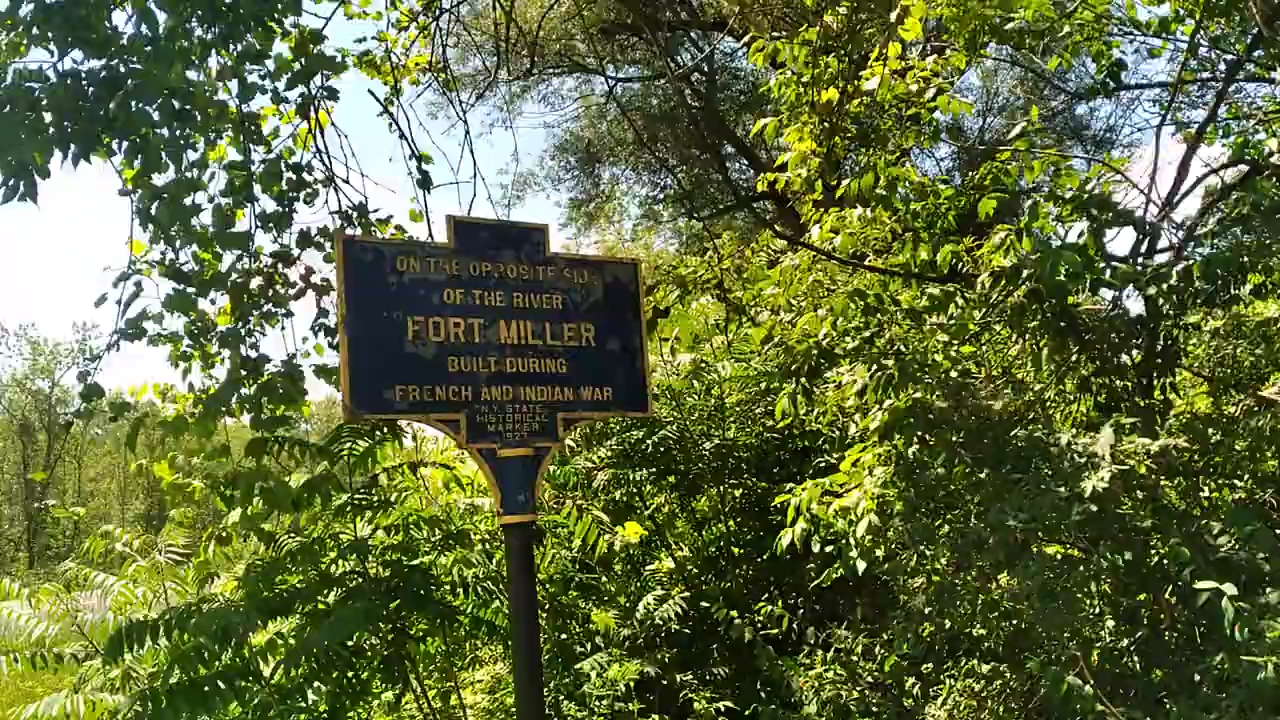 ON THE OPPOSITE SIDE
OF THE RIVER
FORT MILLER
BUILT DURING
FRENCH AND INDIAN WAR
N.Y. STATE
HISTORICAL
MARKER
1927